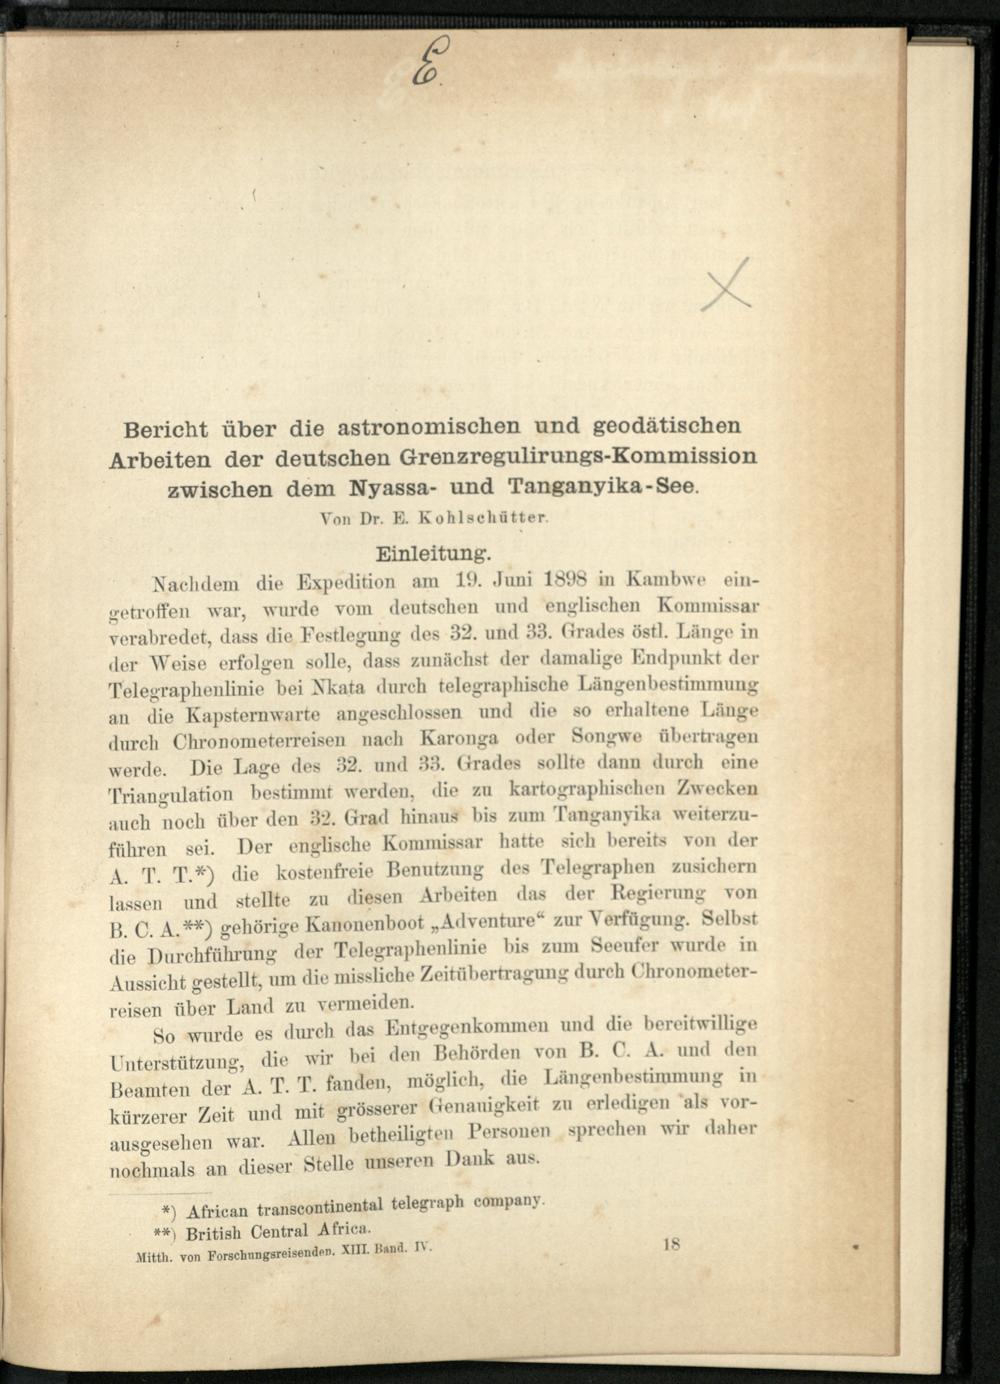 E.
Bericht über die astronomischen und geodätischen
Arbeiten der deutschen Grenzregulirungs-Kommission
zwischen dem Nyassa- und Tanganyika-See.
Von Dr. E. Kohlschütter.
Einleitung.
Nachdem die Expedition am 19. Juni 1898 in Kambwe ein-
getroffen war, wurde vom deutschen und englischen Kommissar
verabredet, dass die Festlegung des 32. und 33. Grades östl. Länge in
der Weise erfolgen solle, dass zunächst der damalige Endpunkt der
Telegraphenlinie bei Nkata durch telegraphische Längenbestimmung
an die Kapsternwarte angeschlossen und die so erhaltene Länge
durch Chronometerreisen nach Karonga oder Songwe übertragen
werde. Die Lage des 32. und 33. Grades sollte dann durch eine
Triangulation bestimmt werden, die zu kartographischen Zwecken
auch noch über den 32. Grad hinaus bis zum Tanganyika weiterzu-
führen sei. Der englische Kommissar hatte sich bereits von der
A. T. T.*) die kostenfreie Benutzung des Telegraphen zusichern
lassen und stellte zu diesen Arbeiten das der Regierung von
B. C. A.**) gehörige Kanonenboot „Adventure“ zur Verfügung. Selbst
die Durchführung der Telegraphenlinie bis zum Seeufer wurde in
Aussicht gestellt, um die missliche Zeitübertragung durch Chronometer-
reisen über Land zu vermeiden.
So wurde es durch das Entgegenkommen und die bereitwillige
Unterstützung, die wir bei den Behörden von B. C. A. und den
Beamten der A. T. T. fanden, möglich, die Längenbestimmung in
kürzerer Zeit und mit grösserer Genauigkeit zu erledigen als vor-
ausgesehen war. Allen betheiligten Personen sprechen wir daher
nochmals an dieser Stelle unseren Dank aus.
*) African transcontinental telegraph company.
**) British Central Africa.
Mitth. von Forschungsreisenden. XIII. Band. IV.
18